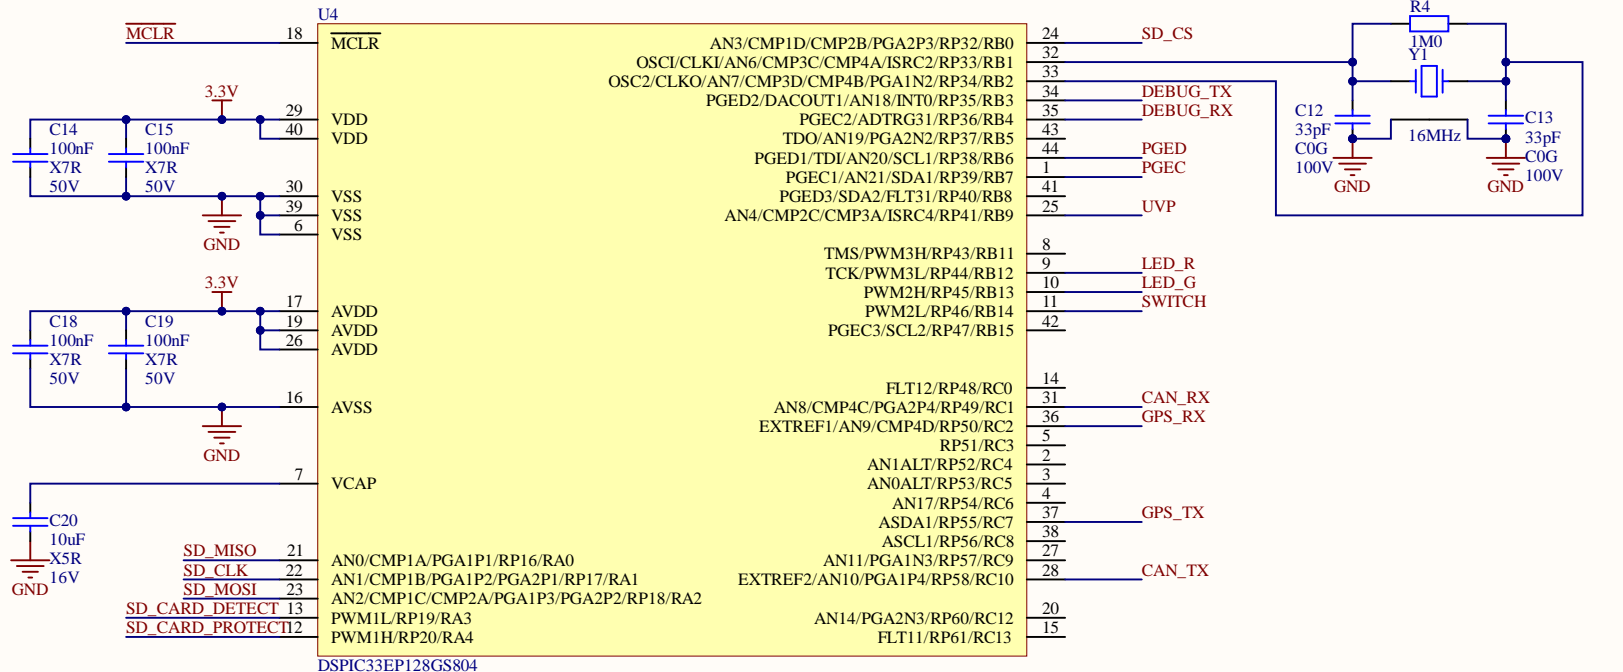 U4
MCLR
18
MCLR
3.3V
C14
100nF
X7R
50V
C15
100nF
X7R
50V
29
VDD
40
VDD
30
VSS
39
VSS
6
VSS
GND
3.3V
C18
100nF
X7R
50V
C19
100nF
X7R
50V
17
AVDD
19
AVDD
26
AVDD
16
AVSS
GND
7
VCAP
C20
10uF
X5R
16V
GND
SD_MISO
21
AN0/CMP1A/PGA1P1/RP16/RA0
SD_CLK
22
AN1/CMP1B/PGA1P2/PGA2P1/RP17/RA1
SD_MOSI
23
AN2/CMP1C/CMP2A/PGA1P3/PGA2P2/RP18/RA2
SD_CARD_DETECT
13
PWM1L/RP19/RA3
SD_CARD_PROTECT
12
PWM1H/RP20/RA4
AN3/CMP1D/CMP2B/PGA2P3/RP32/RB0
24
SD_CS
OSCI/CLKI/AN6/CMP3C/CMP4A/ISRC2/RP33/RB1
32
OSC2/CLKO/AN7/CMP3D/CMP4B/PGA1N2/RP34/RB2
33
PGED2/DACOUT1/AN18/INT0/RP35/RB3
34
DEBUG_TX
PGEC2/ADTRG31/RP36/RB4
35
DEBUG_RX
TDO/AN19/PGA2N2/RP37/RB5
43
PGED1/TDI/AN20/SCL1/RP38/RB6
44
PGED
PGEC1/AN21/SDA1/RP39/RB7
1
PGEC
PGED3/SDA2/FLT31/RP40/RB8
41
AN4/CMP2C/CMP3A/ISRC4/RP41/RB9
25
UVP
TMS/PWM3H/RP43/RB11
8
TCK/PWM3L/RP44/RB12
9
LED_R
PWM2H/RP45/RB13
10
LED_G
PWM2L/RP46/RB14
11
SWITCH
PGEC3/SCL2/RP47/RB15
42
FLT12/RP48/RC0
14
AN8/CMP4C/PGA2P4/RP49/RC1
31
CAN_RX
EXTREF1/AN9/CMP4D/RP50/RC2
36
GPS_RX
RP51/RC3
5
AN1ALT/RP52/RC4
2
AN0ALT/RP53/RC5
3
AN17/RP54/RC6
4
ASDA1/RP55/RC7
37
GPS_TX
ASCL1/RP56/RC8
38
AN11/PGA1N3/RP57/RC9
27
EXTREF2/AN10/PGA1P4/RP58/RC10
28
CAN_TX
AN14/PGA2N3/RP60/RC12
20
FLT11/RP61/RC13
15
DSPIC33EP128GS804
R4
1M0
Y1
16MHz
C12
33pF
C0G
100V
GND
C13
33pF
C0G
100V
GND